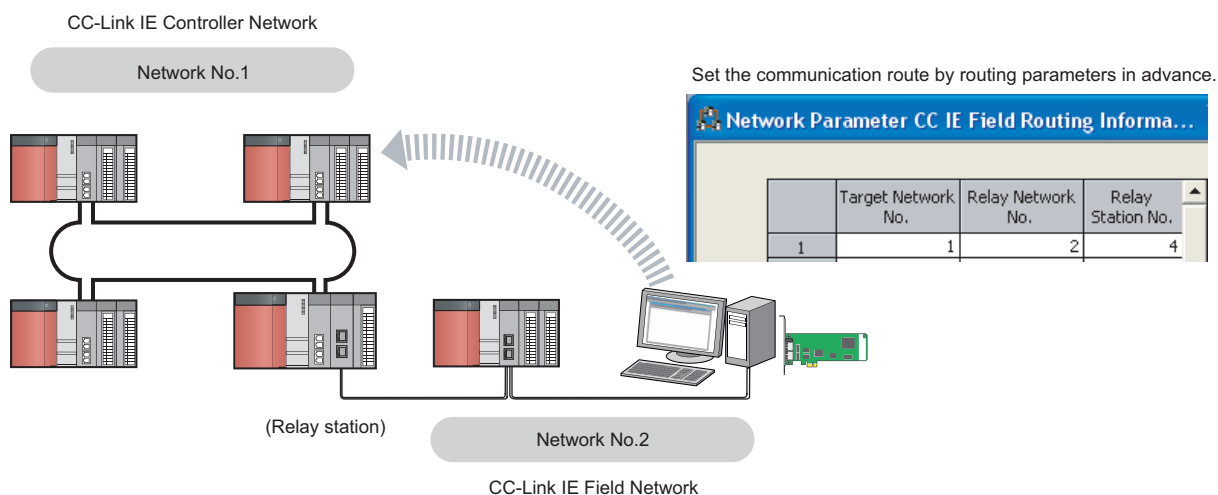 CC-Link IE Controller Network
Network No.1
Set the communication route by routing parameters in advance.
Network Parameter CC IE Field Routing Informa...
Target Network No.
Relay Network No.
Relay Station No.
1 1 2 4
(Relay station)
Network No.2
CC-Link IE Field Network